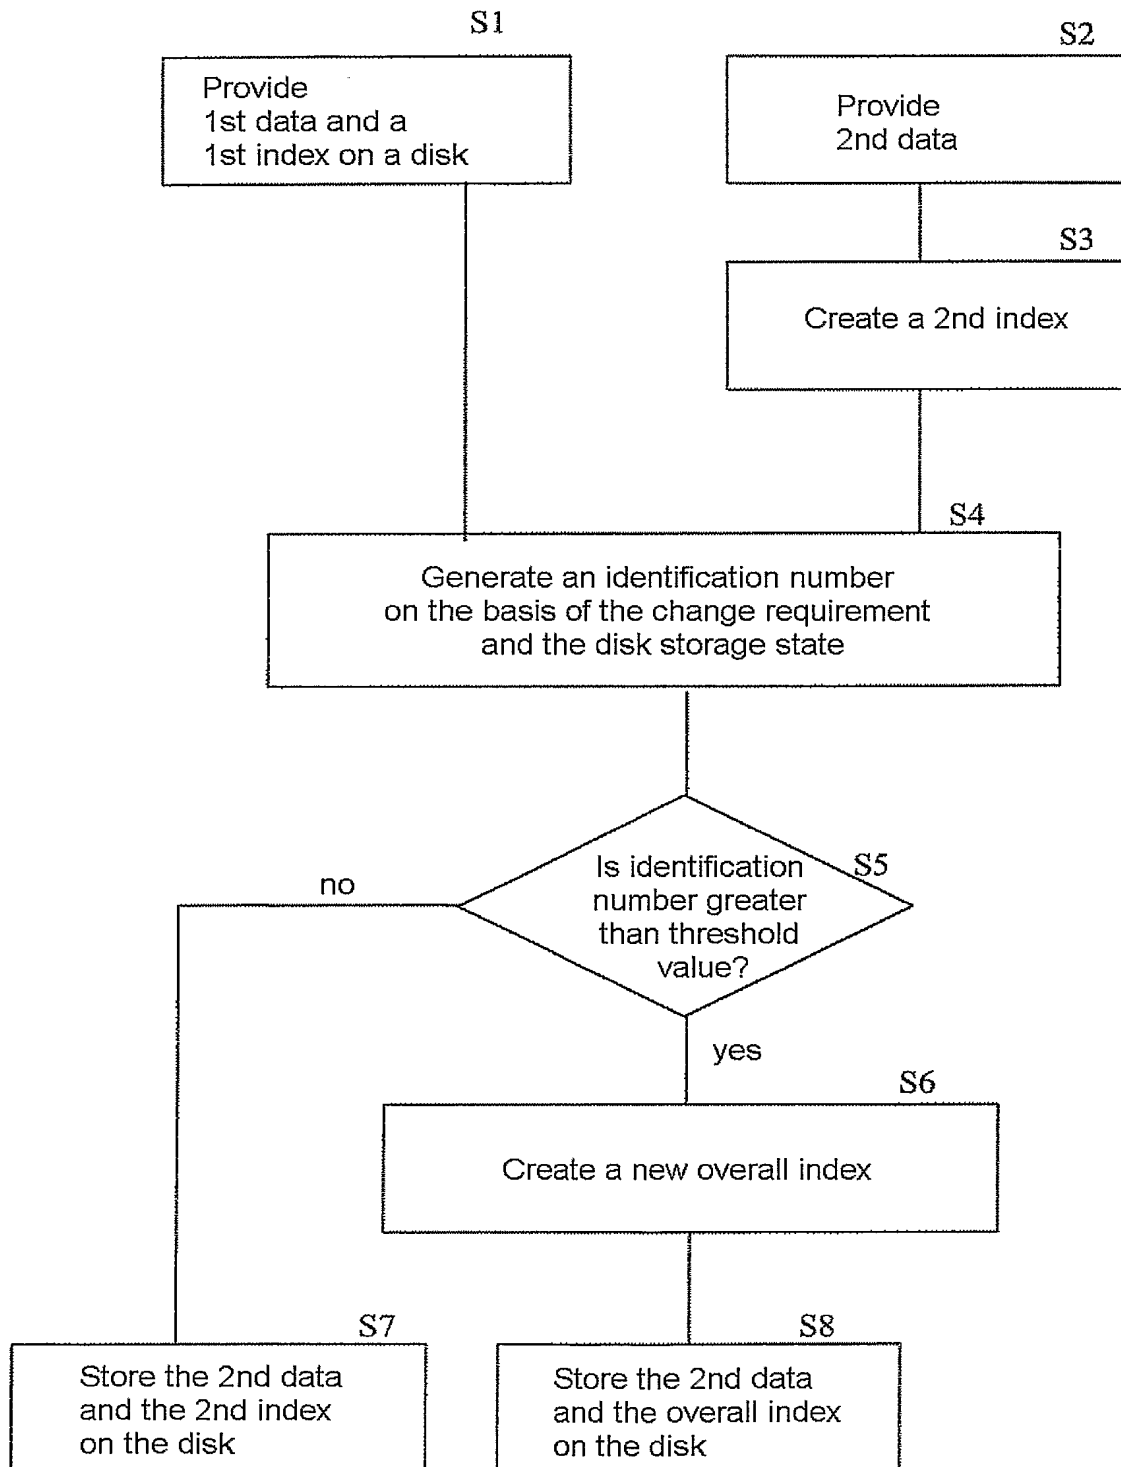 S1
Provide
1st data and a
1st index on a disk
S2
Provide
2nd data
S3
Create a 2nd index
S4
Generate an identification number
on the basis of the change requirement
and the disk storage state
S5
Is identification
number greater
than threshold
value?
no
yes
S6
Create a new overall index
S7
Store the 2nd data
and the 2nd index
on the disk
S8
Store the 2nd data
and the overall index
on the disk